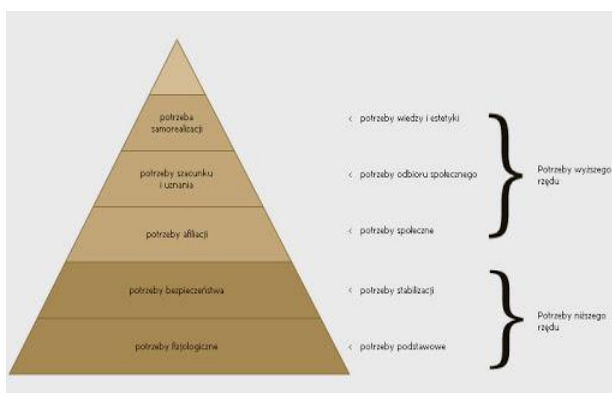 potrzeba
samorealizacji
< potrzeby wiedzy i estetyki
potrzeby szacunku
i uznania
< potrzeby odbioru społecznego
Potrzeby wyższego
rzędu
potrzeby afiliacji
< potrzeby społeczne
potrzeby bezpieczeństwa
< potrzeby stabilizacji
Potrzeby niższego
rzędu
potrzeby fizjologiczne
< potrzeby podstawowe